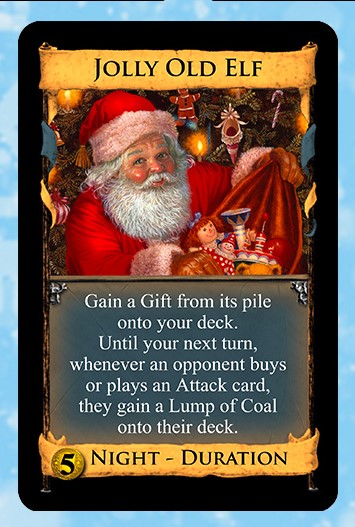 Jolly Old Elf
Gain a Gift from its pile
onto your deck.
Until your next turn,
whenever an opponent buys
or plays an Attack card,
they gain a Lump of Coal
onto their deck.
5 Night - Duration